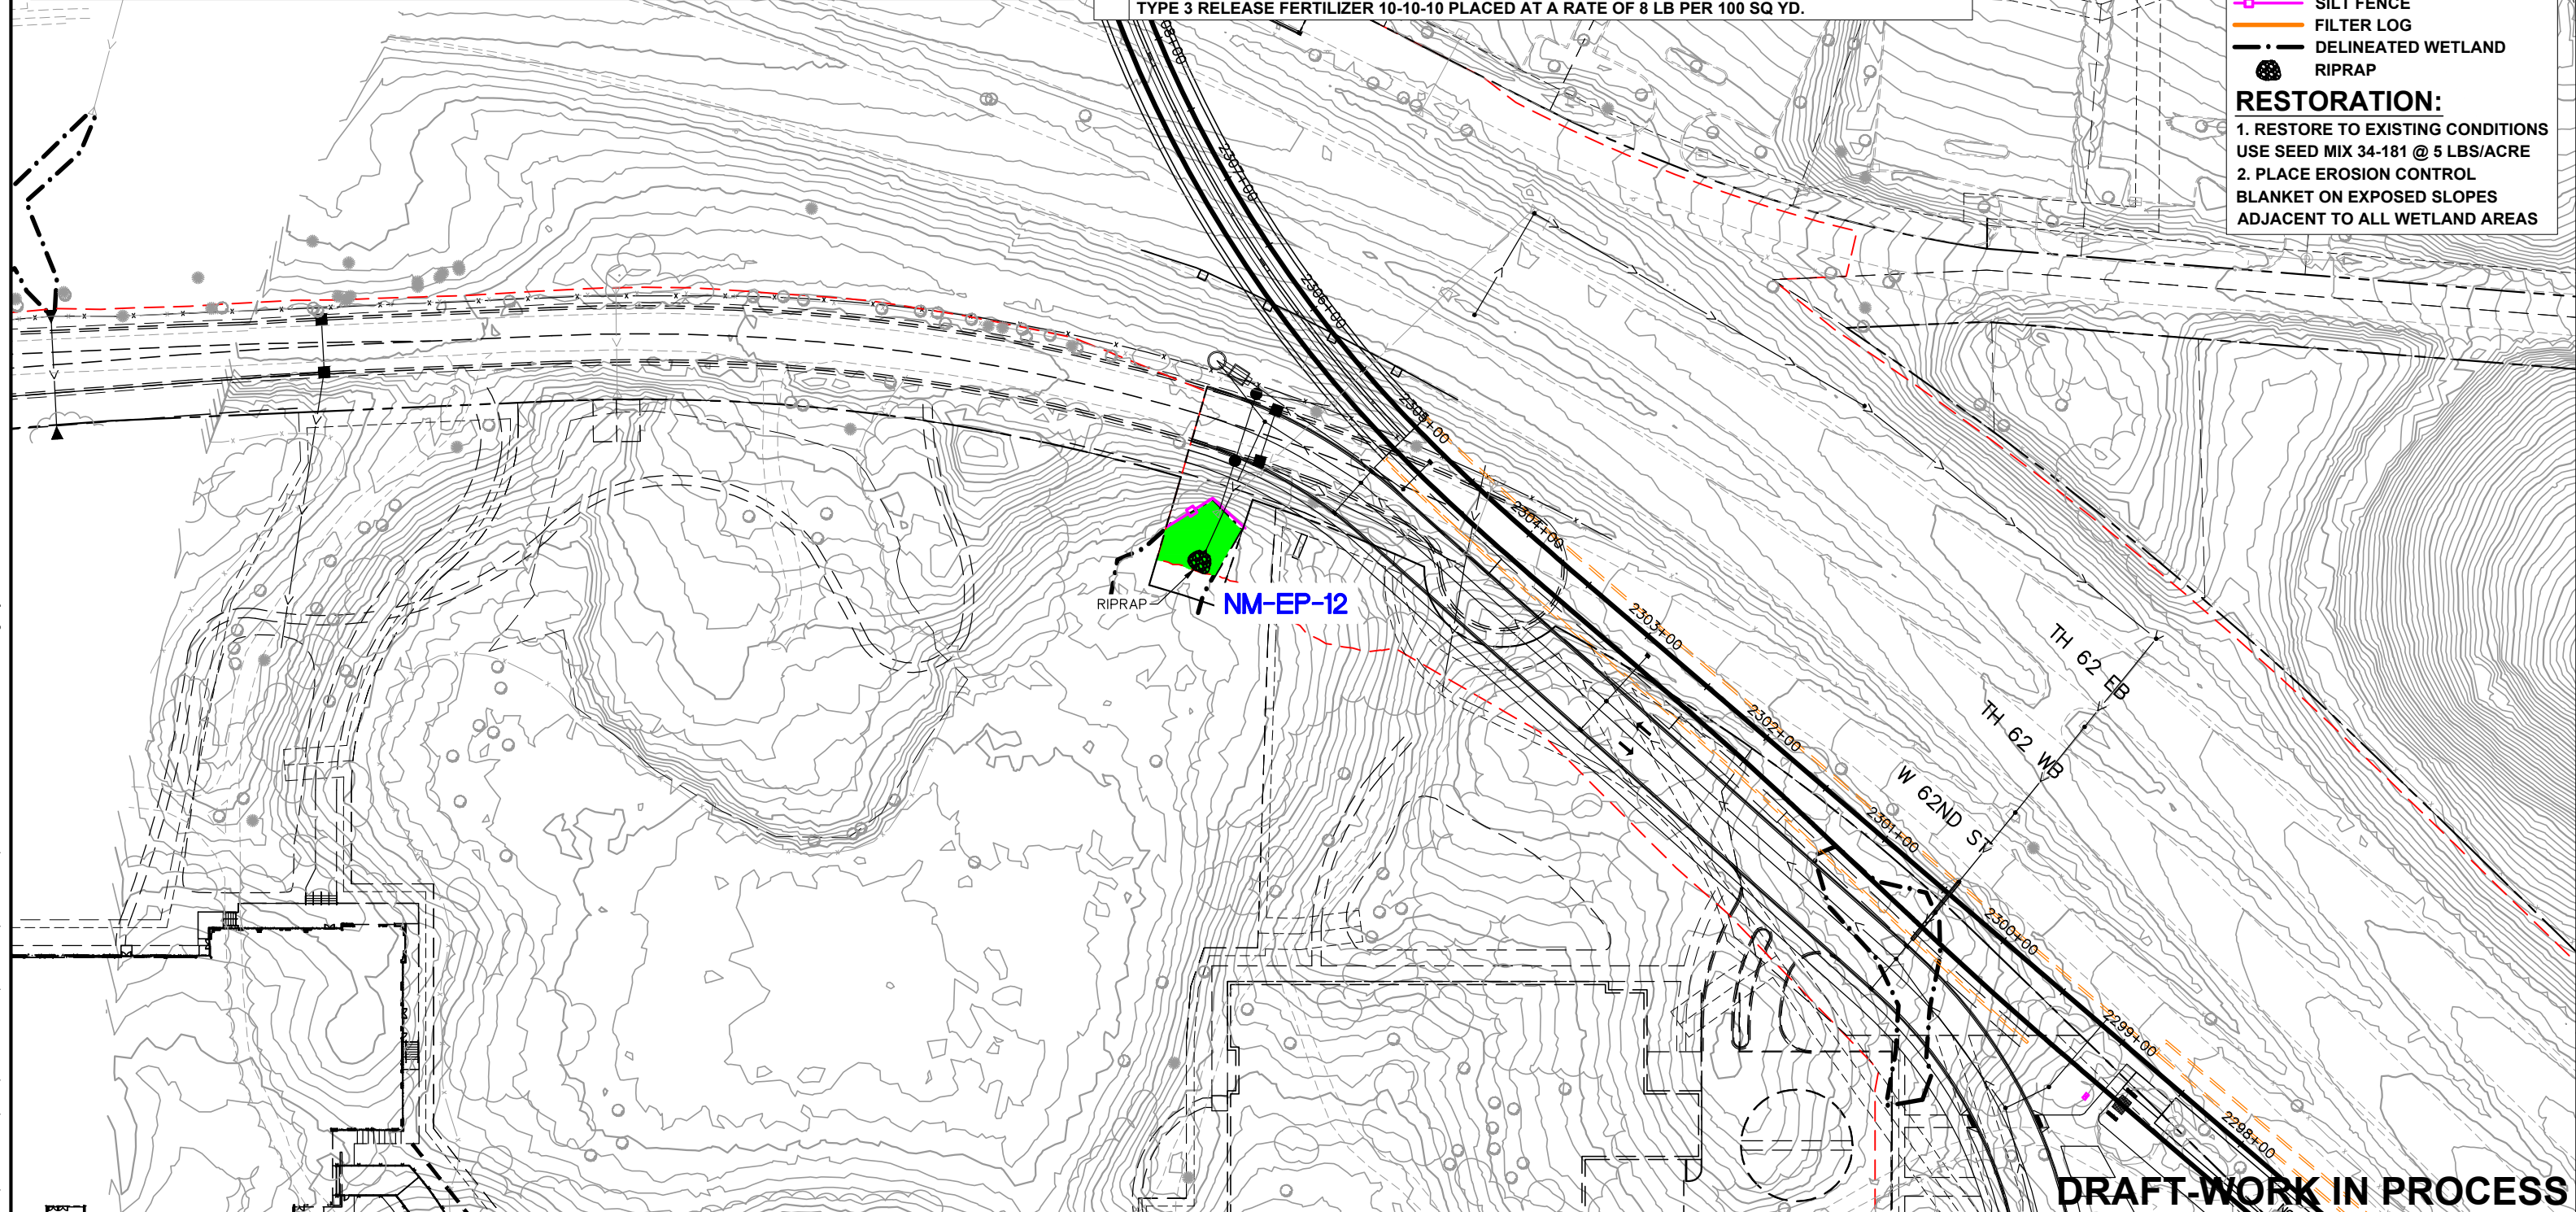 TYPE 3 RELEASE FERTILIZER 10-10-10 PLACED AT A RATE OF 8 LB PER 100 SQ YD.
SILT FENCE
FILTER LOG
DELINEATED WETLAND
RIPRAP
RESTORATION:
1. RESTORE TO EXISTING CONDITIONS
USE SEED MIX 34-181 @ 5 LBS/ACRE
2. PLACE EROSION CONTROL
BLANKET ON EXPOSED SLOPES
ADJACENT TO ALL WETLAND AREAS
2307+00
2306+00
2305+00
2304+00
2303+00
2302+00
2301+00
2300+00
2299+00
2298+00
RIPRAP
NM-EP-12
TH 62 EB
TH 62 WB
W 62ND ST
DRAFT-WORK IN PROCESS